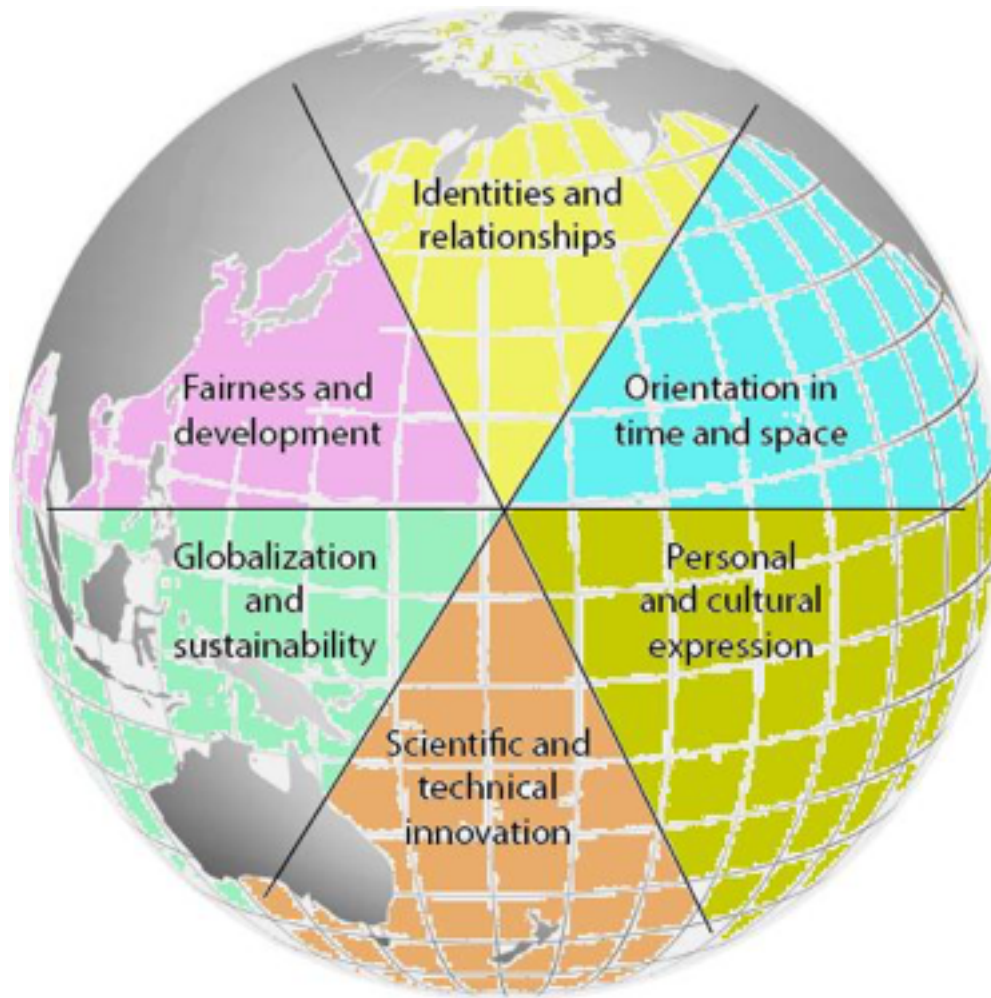 Identities and
relationships
Fairness and
development
Orientation in
time and space
Globalization
and
sustainability
Personal
and cultural
expression
Scientific and
technical
innovation